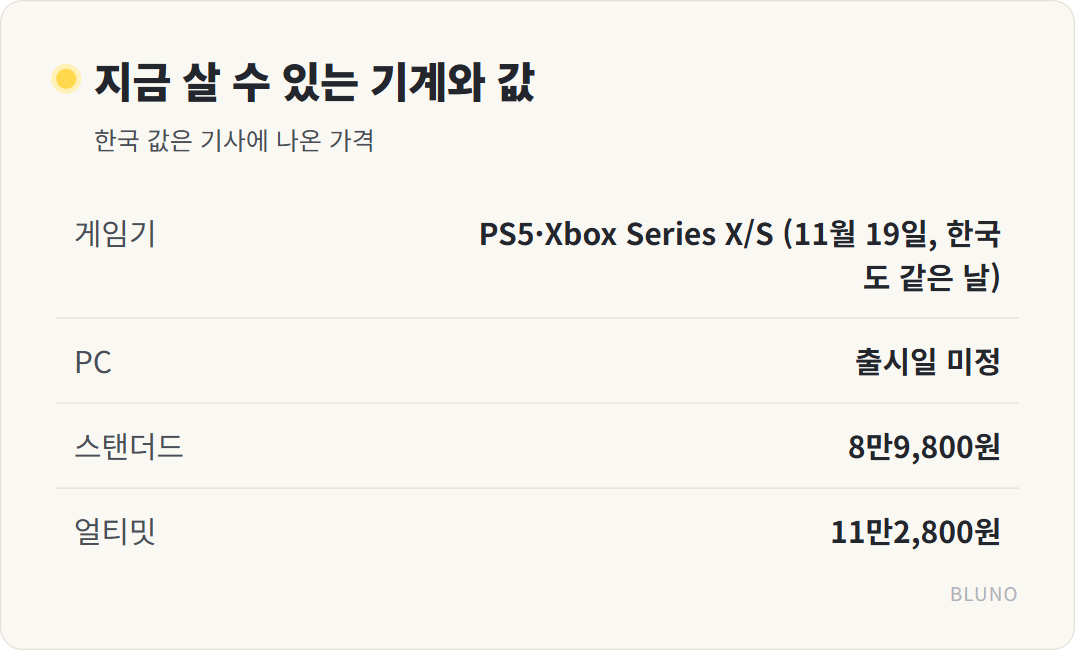 지금 살 수 있는 기계와 값
한국 값은 기사에 나온 가격
게임기 PS5·Xbox Series X/S (11월 19일, 한국
도 같은 날)
PC 출시일 미정
스탠더드 8만9,800원
얼티밋 11만2,800원
BLUNO